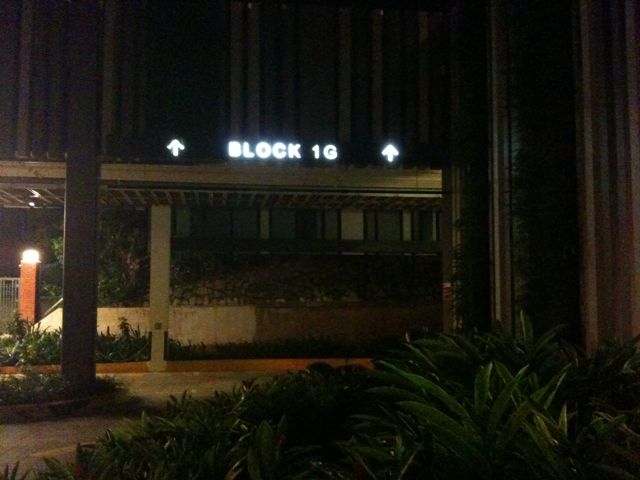 ↑ BLOCK 1G ↑